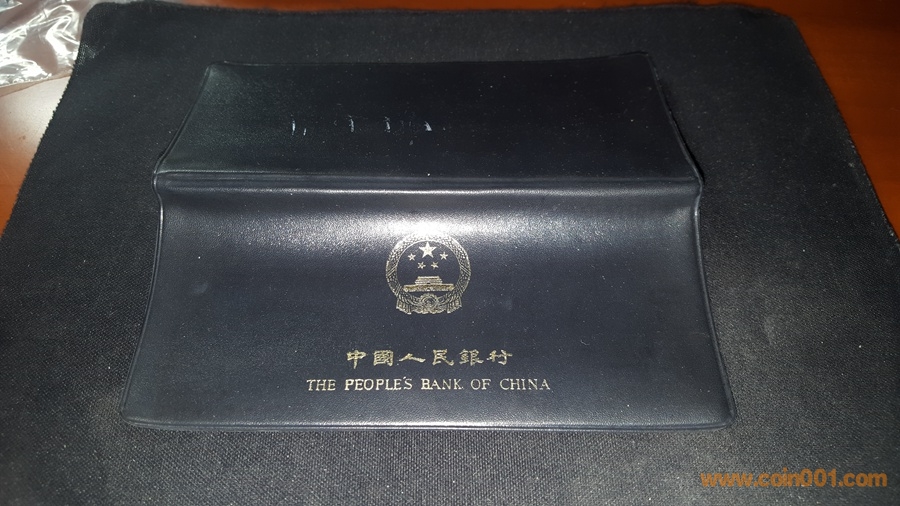 中國人民銀行
THE PEOPLE'S BANK OF CHINA
www.coin001.com